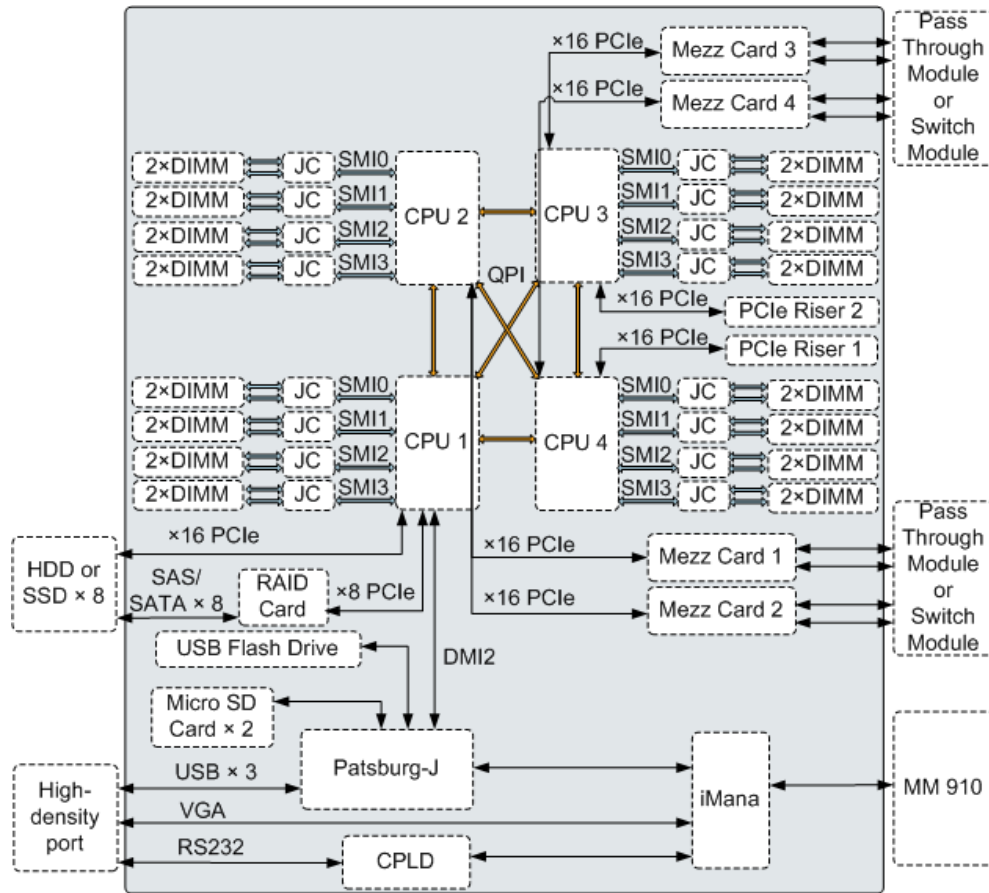 ×16 PCIe
Mezz Card 3
×16 PCIe
Mezz Card 4
Pass
Through
Module
or
Switch
Module
2×DIMM JC SMI0
2×DIMM JC SMI1
2×DIMM JC SMI2
2×DIMM JC SMI3
CPU 2
CPU 3
SMI0 JC 2×DIMM
SMI1 JC 2×DIMM
SMI2 JC 2×DIMM
SMI3 JC 2×DIMM
QPI
×16 PCIe
PCIe Riser 2
×16 PCIe
PCIe Riser 1
2×DIMM JC SMI0
2×DIMM JC SMI1
2×DIMM JC SMI2
2×DIMM JC SMI3
CPU 1
CPU 4
SMI0 JC 2×DIMM
SMI1 JC 2×DIMM
SMI2 JC 2×DIMM
SMI3 JC 2×DIMM
×16 PCIe
HDD or
SSD × 8
SAS/
SATA × 8
RAID
Card
×8 PCIe
×16 PCIe
Mezz Card 1
×16 PCIe
Mezz Card 2
Pass
Through
Module
or
Switch
Module
USB Flash Drive
DMI2
Micro SD
Card × 2
Patsburg-J
iMana
MM 910
High-
density
port
USB × 3
VGA
RS232
CPLD